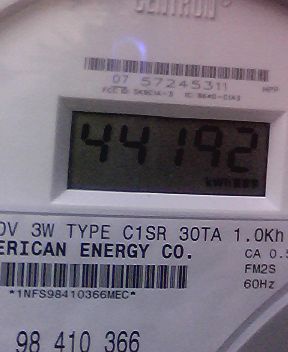 CENTRON®
07 57245311
44192
kWh
0V 3W TYPE C1SR 30TA 1.0Kh
ERICAN ENERGY CO.
CA 0.5
FM2S
60Hz
*1NFS98410366MEC*
98 410 366